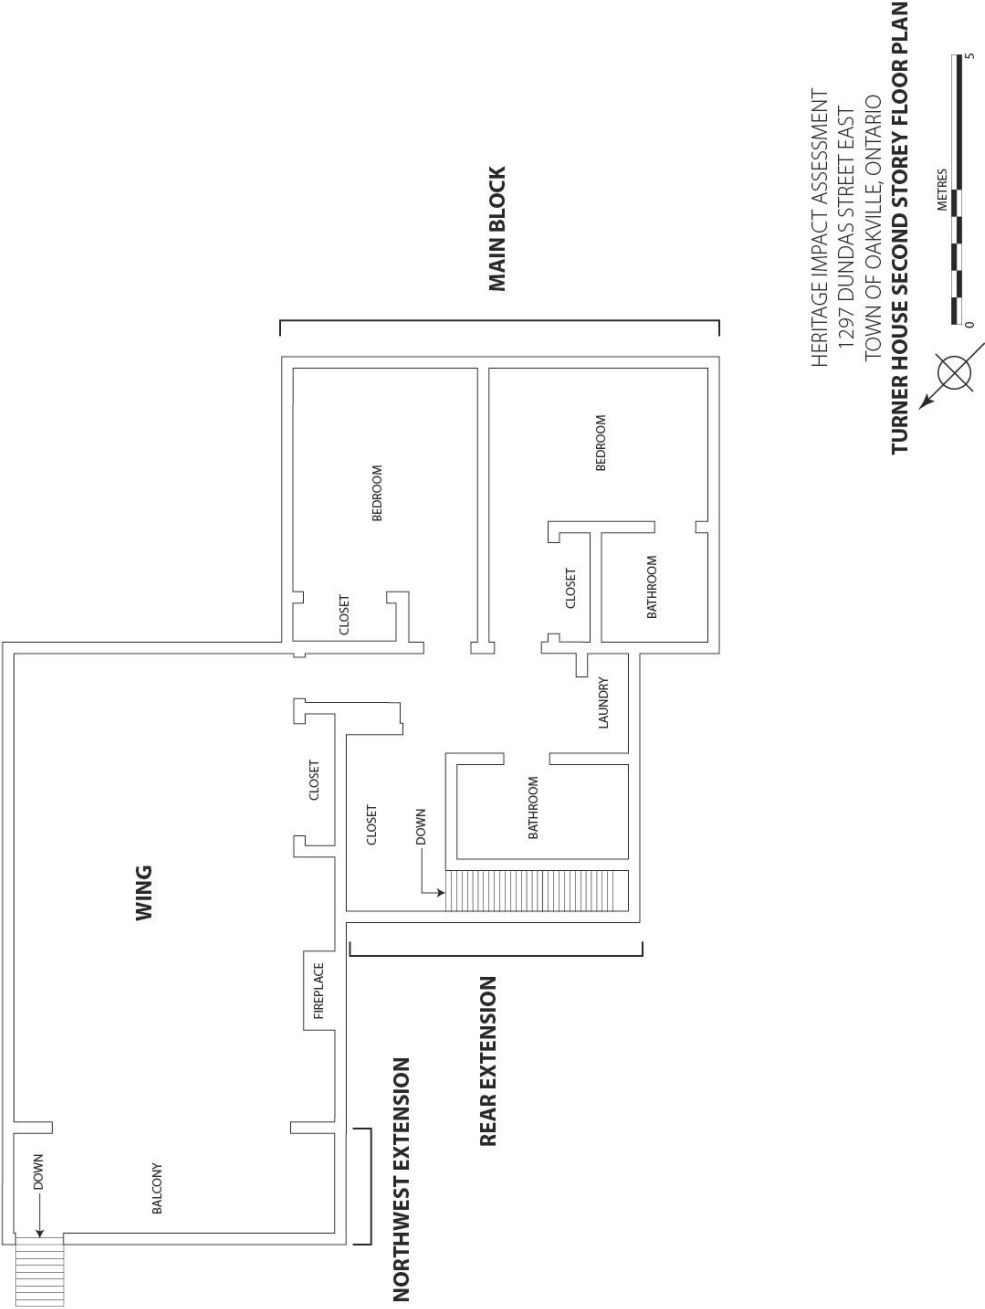 HERITAGE IMPACT ASSESSMENT
1297 DUNDAS STREET EAST
TOWN OF OAKVILLE, ONTARIO
TURNER HOUSE SECOND STOREY FLOOR PLAN
METRES
0
5
MAIN BLOCK
BEDROOM
BEDROOM
CLOSET
CLOSET
BATHROOM
LAUNDRY
CLOSET
CLOSET
DOWN
BATHROOM
WING
FIREPLACE
REAR EXTENSION
NORTHWEST EXTENSION
BALCONY
DOWN